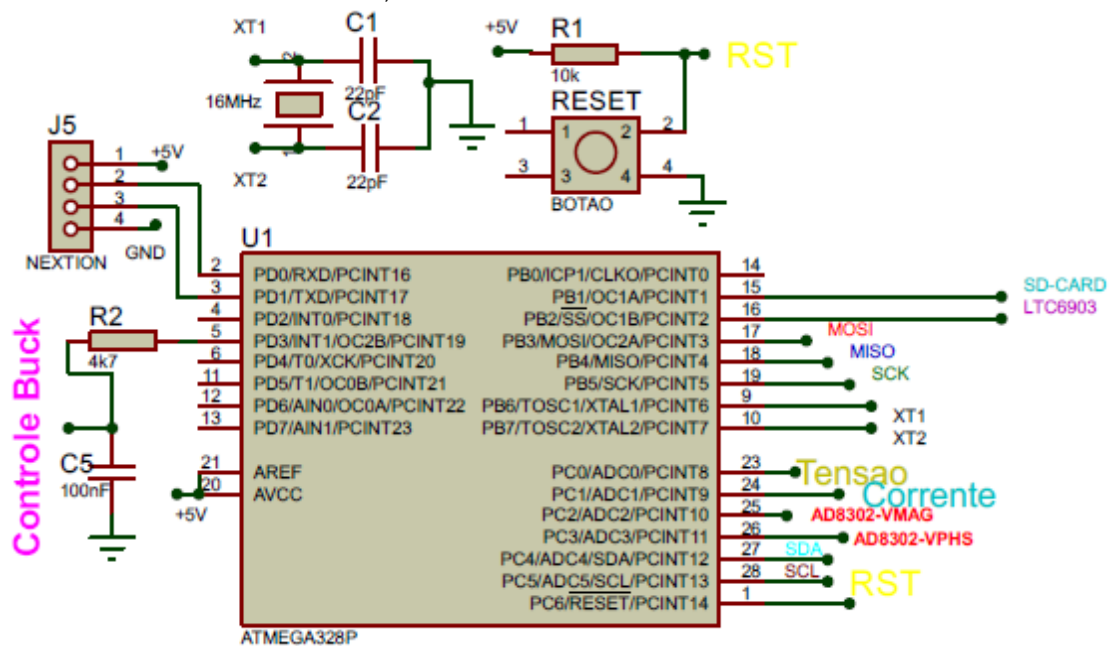 XT1
C1
22pF
2
16MHz
1
C2
22pF
XT2
+5V
R1
10k
RST
RESET
1
1
2
2
3
3
4
4
BOTAO
J5
1
+5V
2
3
4
GND
NEXTION
U1
2
PD0/RXD/PCINT16
3
PD1/TXD/PCINT17
4
PD2/INT0/PCINT18
5
PD3/INT1/OC2B/PCINT19
6
PD4/T0/XCK/PCINT20
11
PD5/T1/OC0B/PCINT21
12
PD6/AIN0/OC0A/PCINT22
13
PD7/AIN1/PCINT23
21
AREF
20
AVCC
+5V
PB0/ICP1/CLKO/PCINT0
14
PB1/OC1A/PCINT1
15
SD-CARD
PB2/SS/OC1B/PCINT2
16
LTC6903
PB3/MOSI/OC2A/PCINT3
17
MOSI
PB4/MISO/PCINT4
18
MISO
PB5/SCK/PCINT5
19
SCK
PB6/TOSC1/XTAL1/PCINT6
9
XT1
PB7/TOSC2/XTAL2/PCINT7
10
XT2
PC0/ADC0/PCINT8
23
Tensao
PC1/ADC1/PCINT9
24
Corrente
PC2/ADC2/PCINT10
25
AD8302-VMAG
PC3/ADC3/PCINT11
26
AD8302-VPHS
PC4/ADC4/SDA/PCINT12
27
SDA
PC5/ADC5/SCL/PCINT13
28
SCL
PC6/RESET/PCINT14
1
RST
ATMEGA328P
R2
4k7
C5
100nF
Controle Buck